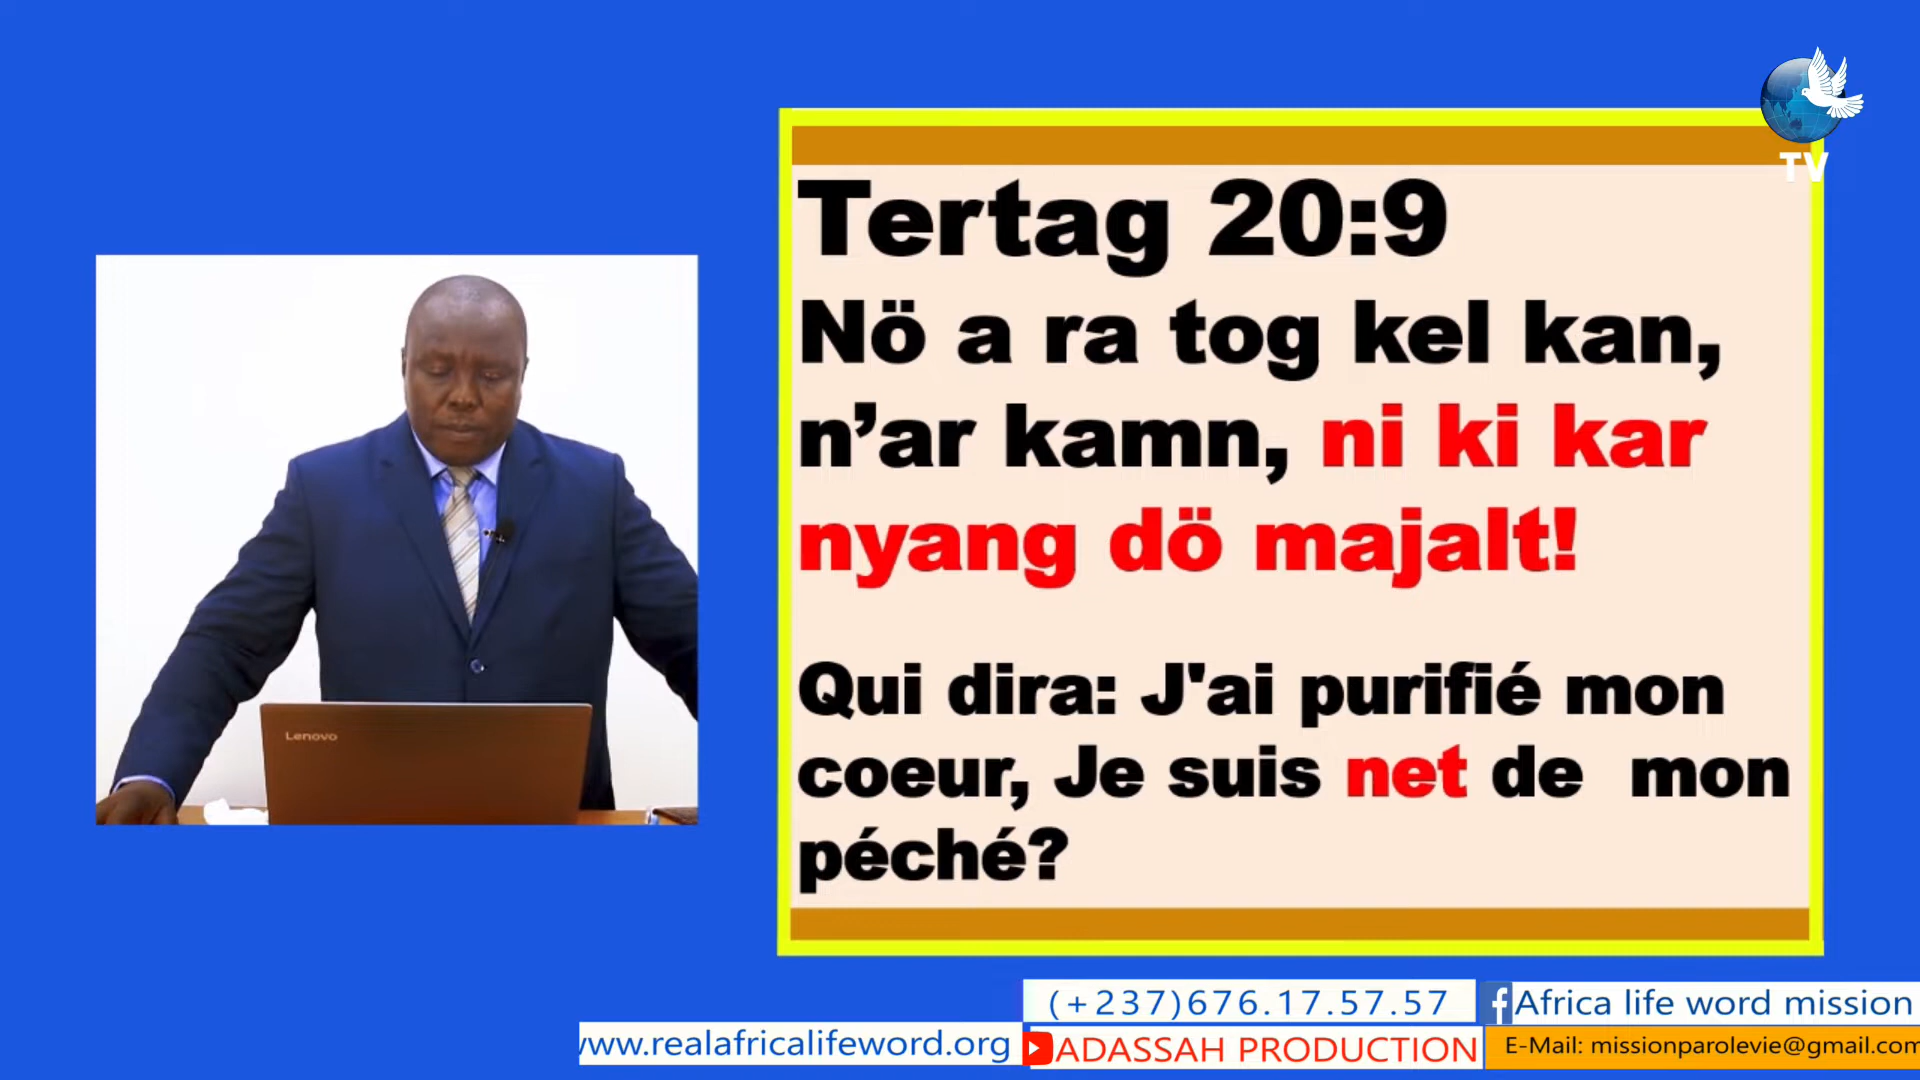 TV
Tertag 20:9
Nö a ra tog kel kan,
n’ar kamn, ni ki kar
nyang dö majalt!
Qui dira: J'ai purifié mon
coeur, Je suis net de mon
péché?
Lenovo
(+237)676.17.57.57
Africa life word mission
www.realafricalifeword.org
ADASSAH PRODUCTION
E-Mail: missionparolevie@gmail.com